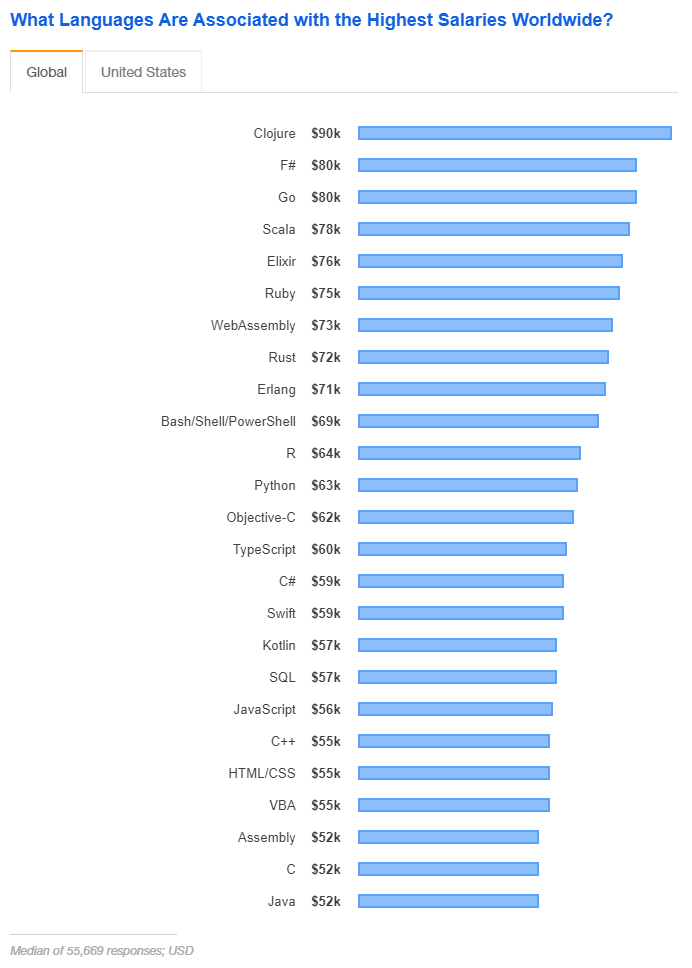 What Languages Are Associated with the Highest Salaries Worldwide?
Global United States
Clojure $90k
F# $80k
Go $80k
Scala $78k
Elixir $76k
Ruby $75k
WebAssembly $73k
Rust $72k
Erlang $71k
Bash/Shell/PowerShell $69k
R $64k
Python $63k
Objective-C $62k
TypeScript $60k
C# $59k
Swift $59k
Kotlin $57k
SQL $57k
JavaScript $56k
C++ $55k
HTML/CSS $55k
VBA $55k
Assembly $52k
C $52k
Java $52k
Median of 55,669 responses; USD